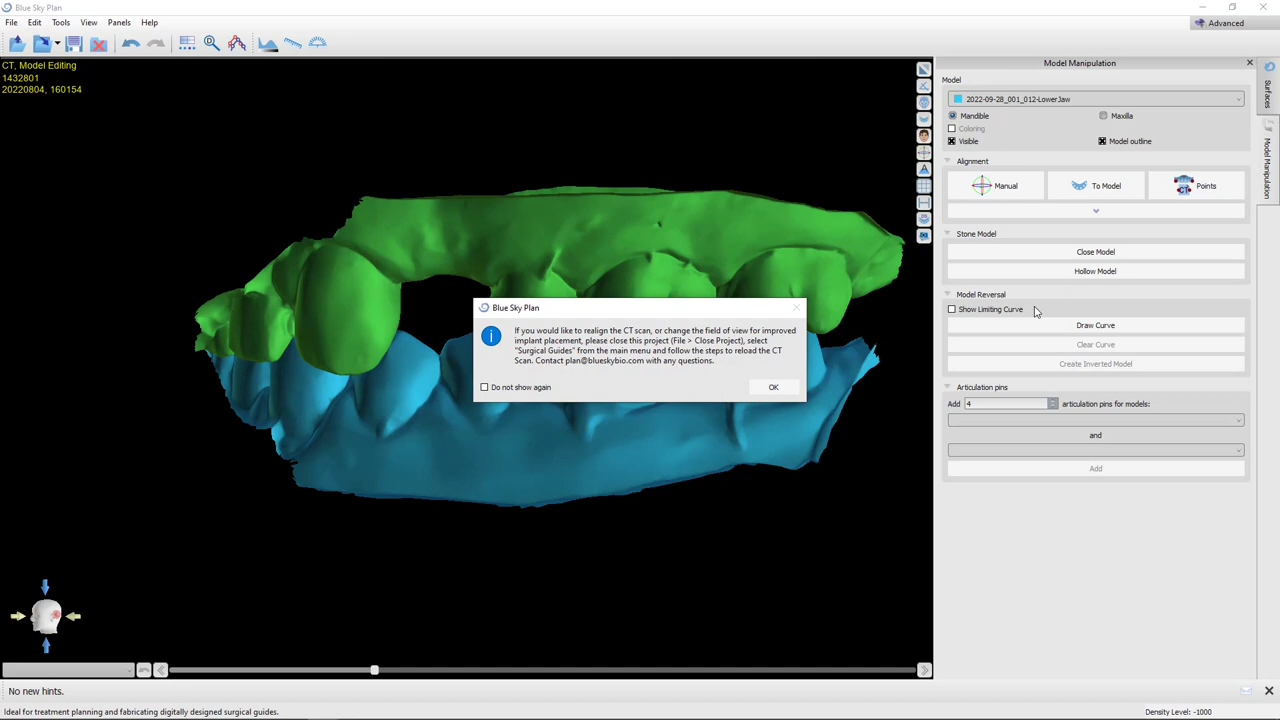 Blue Sky Plan
File Edit Tools View Panels Help
Advanced
CT, Model Editing
1432801
20220804, 160154
Model Manipulation
Surfaces
Model Manipulation
Model
2022-09-28_001_012-LowerJaw
Mandible Maxilla
Coloring
Visible Model outline
Alignment
Manual To Model Points
Stone Model
Close Model
Hollow Model
Model Reversal
Show Limiting Curve
Draw Curve
Clear Curve
Create Inverted Model
Articulation pins
Add 4 articulation pins for models:
and
Add
Blue Sky Plan
If you would like to realign the CT scan, or change the field of view for improved
implant placement, please close this project (File > Close Project), select
"Surgical Guides" from the main menu and follow the steps to reload the CT
Scan. Contact plan@blueskybio.com with any questions.
Do not show again OK
No new hints.
Ideal for treatment planning and fabricating digitally designed surgical guides.
Density Level: -1000